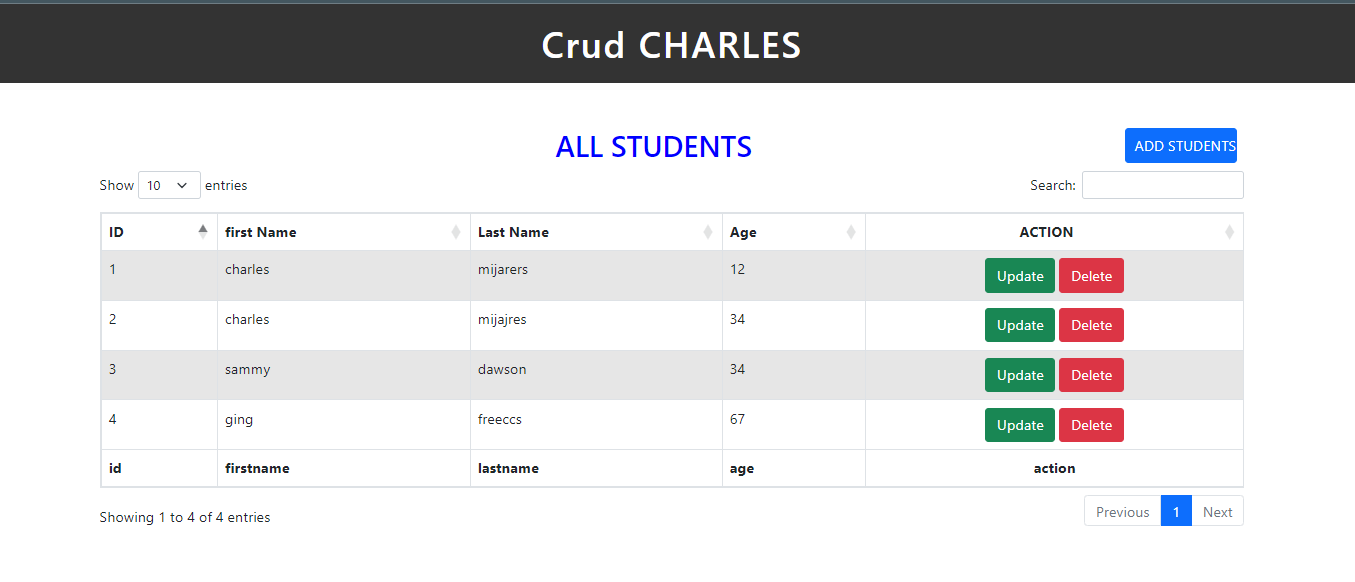 Crud CHARLES
ALL STUDENTS ADD STUDENTS
Show 10 entries Search:
ID first Name Last Name Age ACTION
1 charles mijarers 12 Update Delete
2 charles mijajres 34 Update Delete
3 sammy dawson 34 Update Delete
4 ging freeccs 67 Update Delete
id firstname lastname age action
Showing 1 to 4 of 4 entries Previous 1 Next